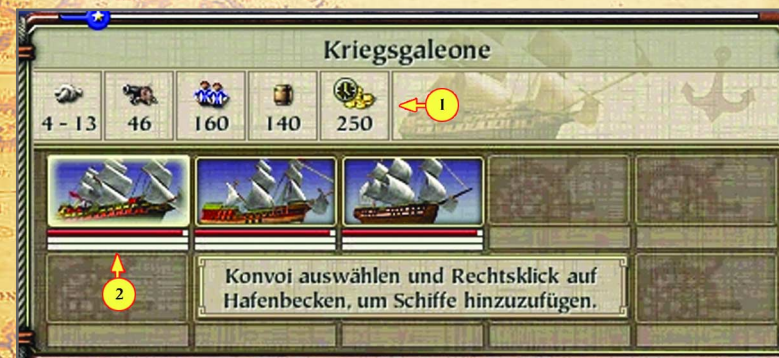 Kriegsgaleone
4 - 13 46 160 140 250
1
2
Konvoi auswählen und Rechtsklick auf
Hafenbecken, um Schiffe hinzuzufügen.